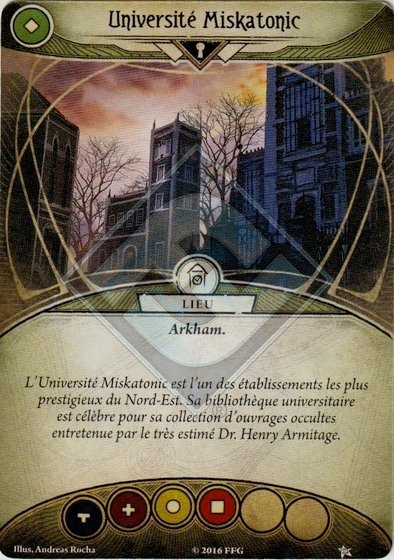 Université Miskatonic
LIEU
Arkham.
L'Université Miskatonic est l'un des établissements les plus
prestigieux du Nord-Est. Sa bibliothèque universitaire
est célèbre pour sa collection d'ouvrages occultes
entretenue par le très estimé Dr. Henry Armitage.
Illus. Andreas Rocha
© 2016 FFG